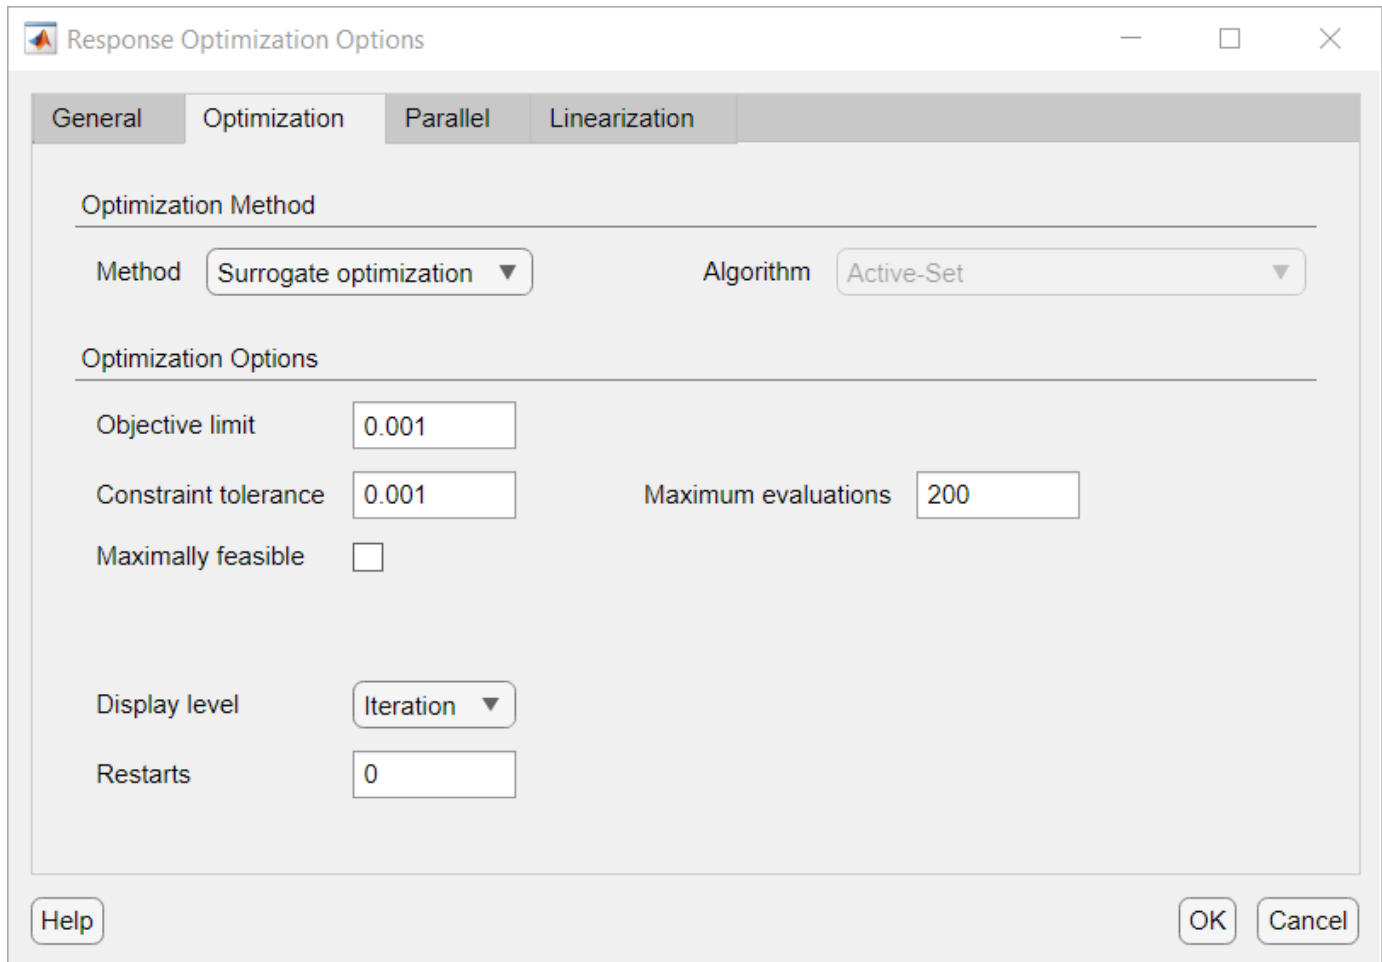 Response Optimization Options
General Optimization Parallel Linearization
Optimization Method
Method Surrogate optimization Algorithm Active-Set
Optimization Options
Objective limit 0.001
Constraint tolerance 0.001 Maximum evaluations 200
Maximally feasible
Display level Iteration
Restarts 0
Help OK Cancel